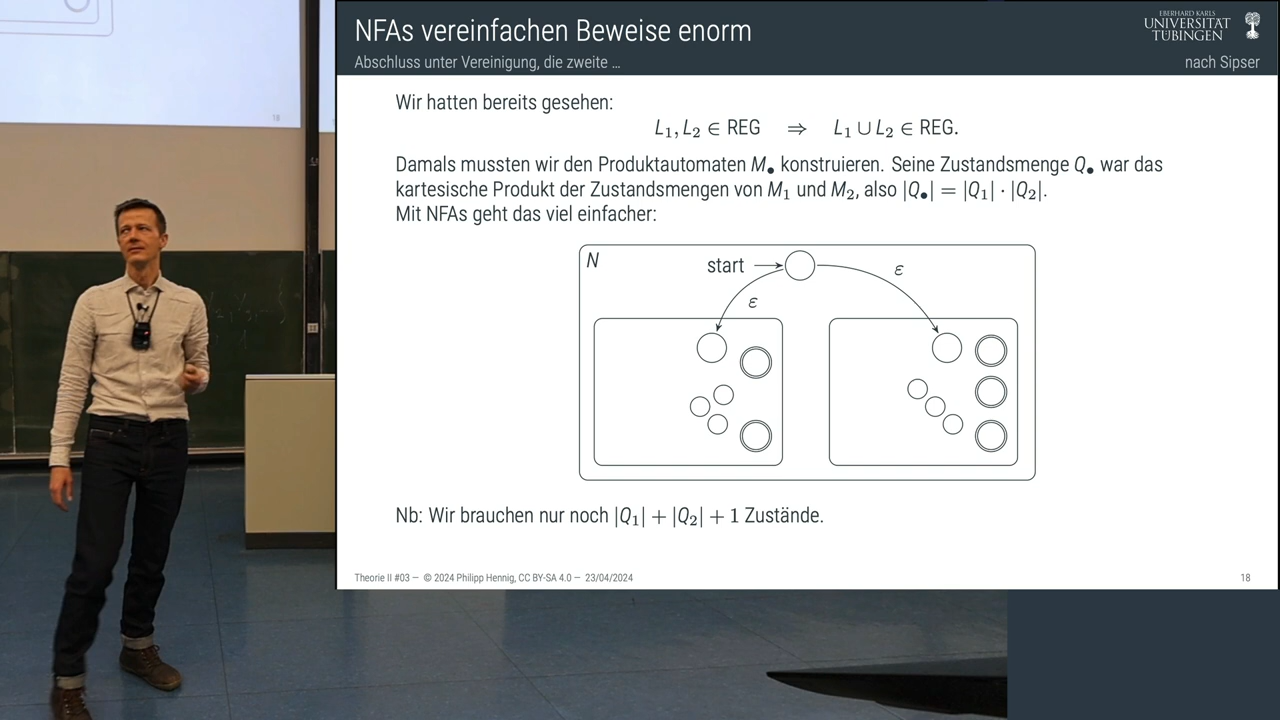 18
NFAs vereinfachen Beweise enorm
Abschluss unter Vereinigung, die zweite …
EBERHARD KARLS
UNIVERSITÄT
TÜBINGEN
nach Sipser
Wir hatten bereits gesehen:
L₁, L₂ ∈ REG ⇒ L₁ ∪ L₂ ∈ REG.
Damals mussten wir den Produktautomaten M● konstruieren. Seine Zustandsmenge Q● war das
kartesische Produkt der Zustandsmengen von M₁ und M₂, also |Q●| = |Q₁| · |Q₂|.
Mit NFAs geht das viel einfacher:
N
start
ε
ε
Nb: Wir brauchen nur noch |Q₁| + |Q₂| + 1 Zustände.
Theorie II #03 — © 2024 Philipp Hennig, CC BY-SA 4.0 — 23/04/2024
18